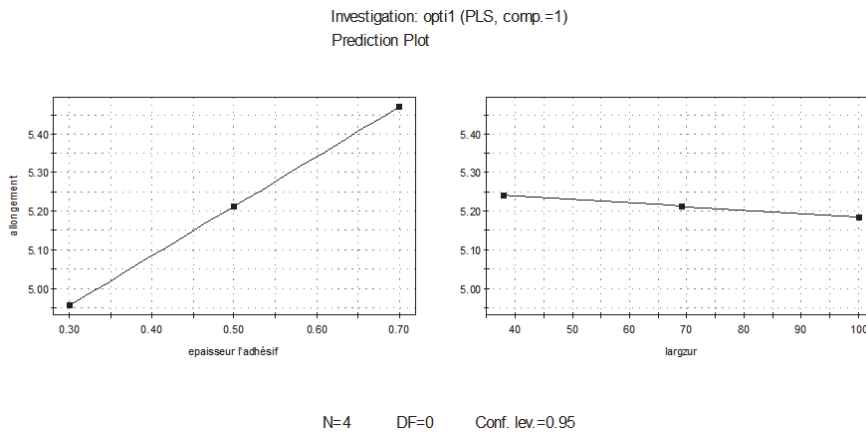 Investigation: opti1 (PLS, comp.=1)
Prediction Plot
allongement
5.40
5.30
5.20
5.10
5.00
0.30 0.40 0.50 0.60 0.70
epaisseur l'adhésif
5.40
5.30
5.20
5.10
5.00
40 50 60 70 80 90 100
largzur
N=4 DF=0 Conf. lev.=0.95